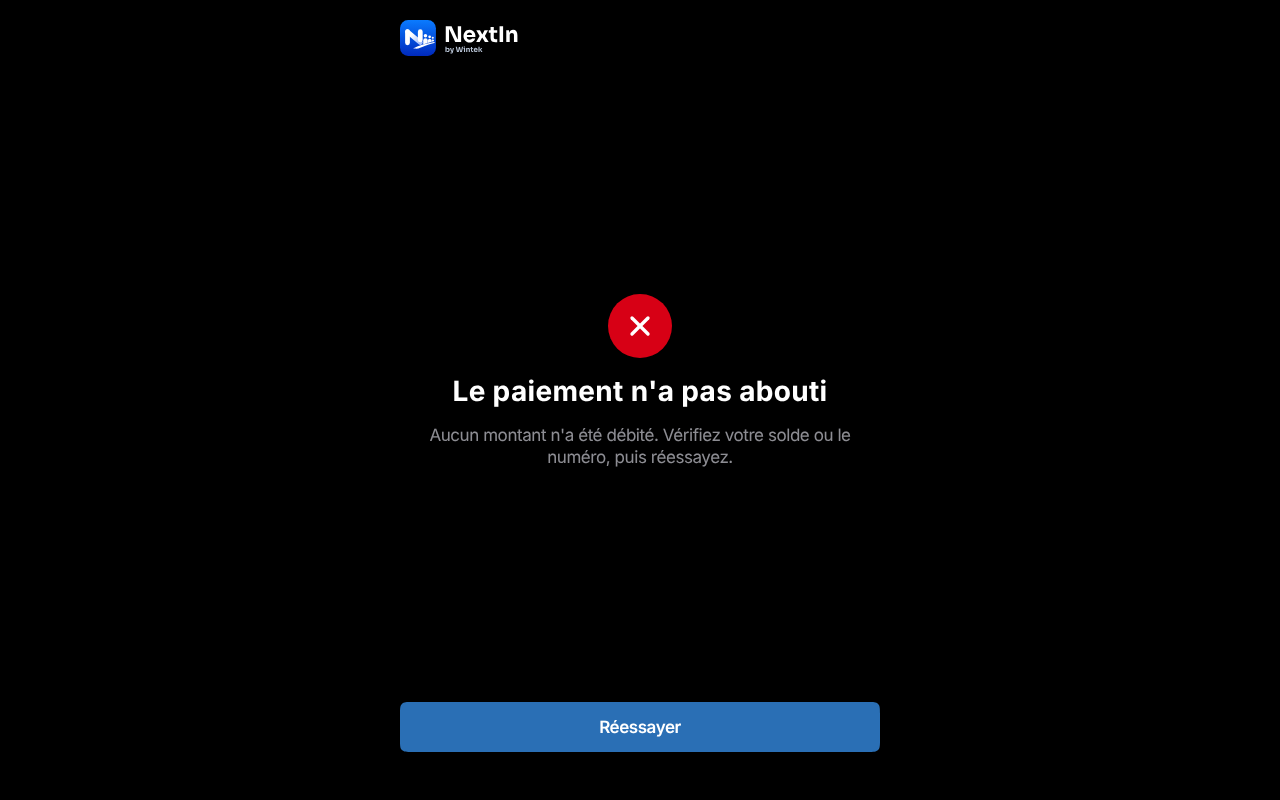 NextIn
by Wintek
Le paiement n'a pas abouti
Aucun montant n'a été débité. Vérifiez votre solde ou le
numéro, puis réessayez.
Réessayer